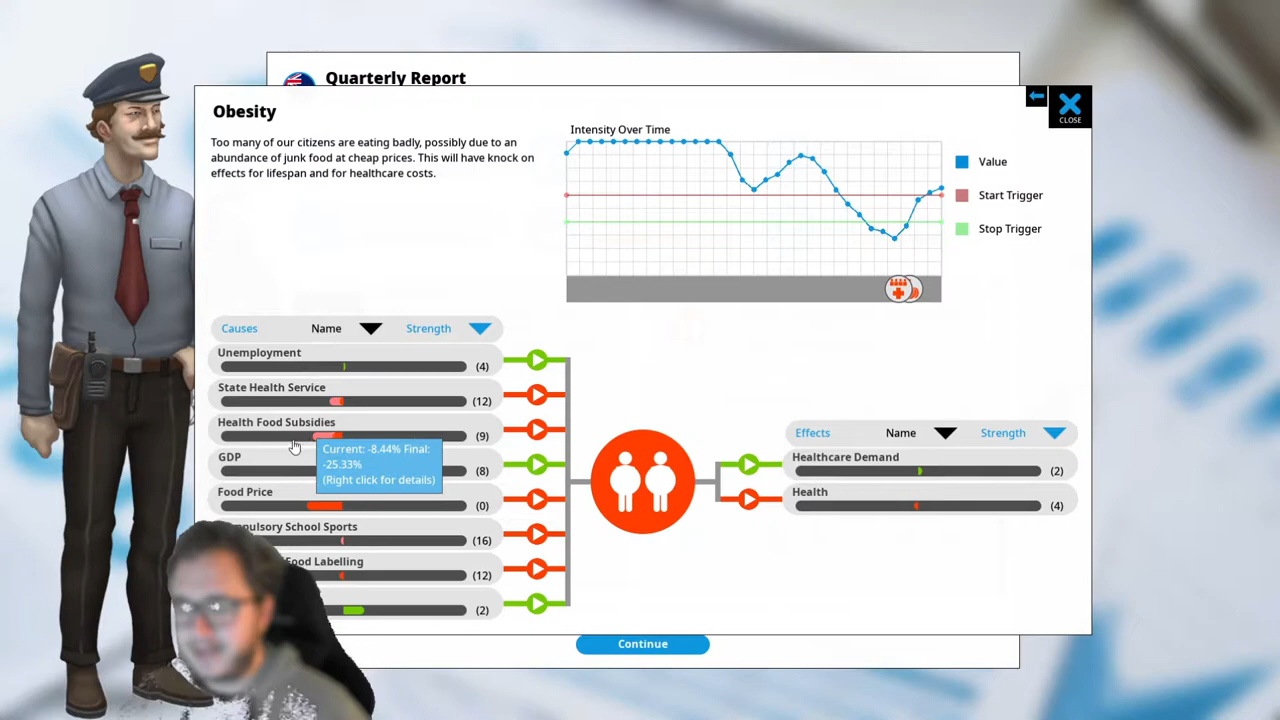 Quarterly Report
Obesity
CLOSE
Too many of our citizens are eating badly, possibly due to an
abundance of junk food at cheap prices. This will have knock on
effects for lifespan and for healthcare costs.
Intensity Over Time
Value
Start Trigger
Stop Trigger
Causes Name Strength
Unemployment
(4)
State Health Service
(12)
Health Food Subsidies
(9)
Current: -8.44% Final:
-25.33%
(Right click for details)
GDP
(8)
Food Price
(0)
School Sports
(16)
Food Labelling
(12)
(2)
Effects Name Strength
Healthcare Demand
(2)
Health
(4)
Continue